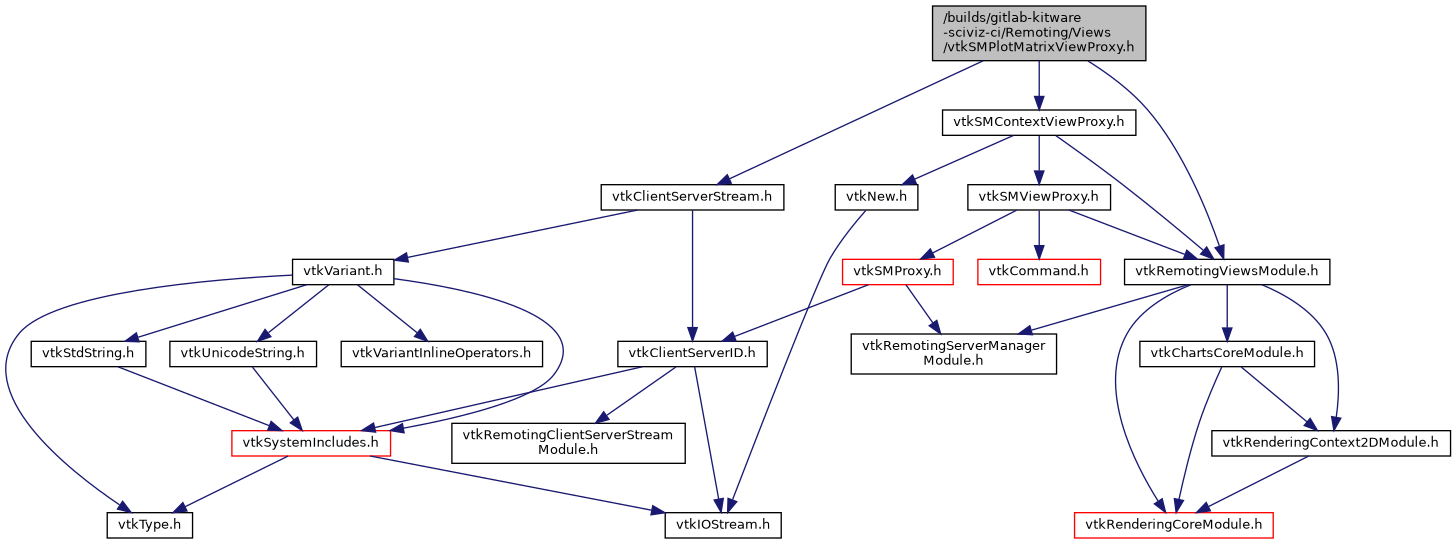 /builds/gitlab-kitware
-sciviz-ci/Remoting/Views
/vtkSMPlotMatrixViewProxy.h
vtkSMContextViewProxy.h
vtkClientServerStream.h
vtkNew.h
vtkSMViewProxy.h
vtkVariant.h
vtkSMProxy.h
vtkCommand.h
vtkRemotingViewsModule.h
vtkStdString.h
vtkUnicodeString.h
vtkVariantInlineOperators.h
vtkClientServerID.h
vtkRemotingServerManager
Module.h
vtkChartsCoreModule.h
vtkSystemIncludes.h
vtkRemotingClientServerStream
Module.h
vtkRenderingContext2DModule.h
vtkType.h
vtkIOStream.h
vtkRenderingCoreModule.h